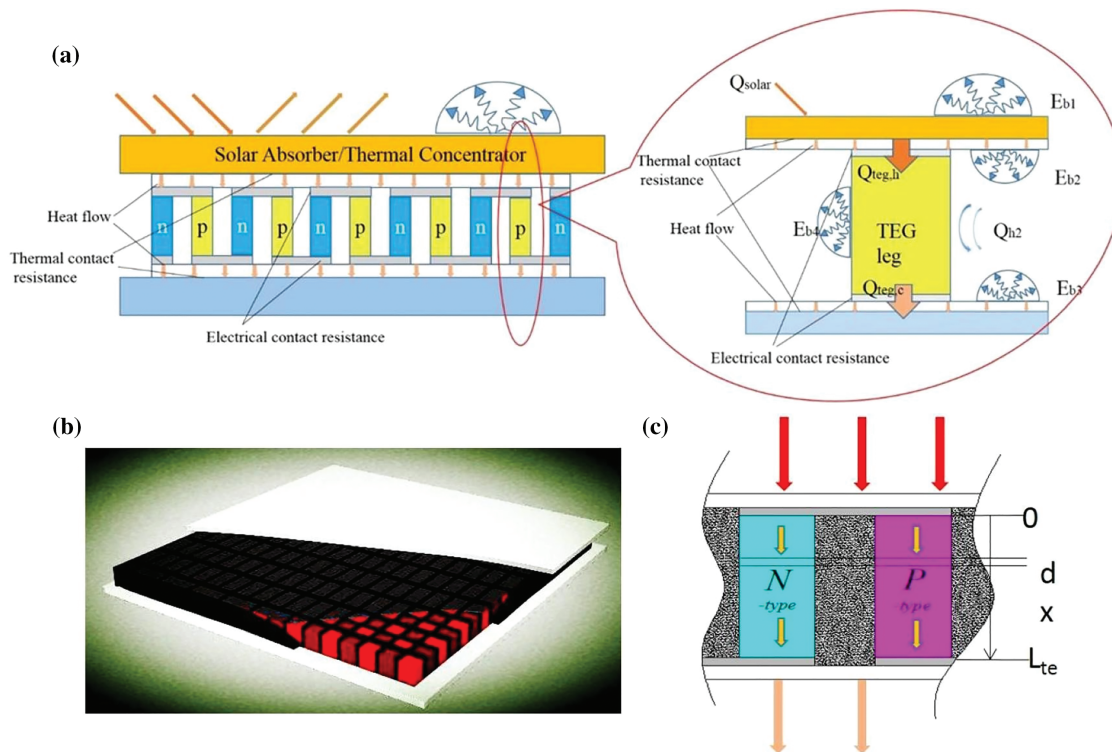 (a)
Solar Absorber/Thermal Concentrator
Heat flow
n
p
n
p
n
p
n
p
n
p
n
Thermal contact
resistance
Electrical contact resistance
Qsolar
Eb1
Thermal contact
resistance
Qteg,h
Eb2
Heat flow
Eb4
TEG
leg
Qh2
Qteg,c
Eb3
Electrical contact resistance
(b)
(c)
0
N
-type
P
type
d
x
Lte